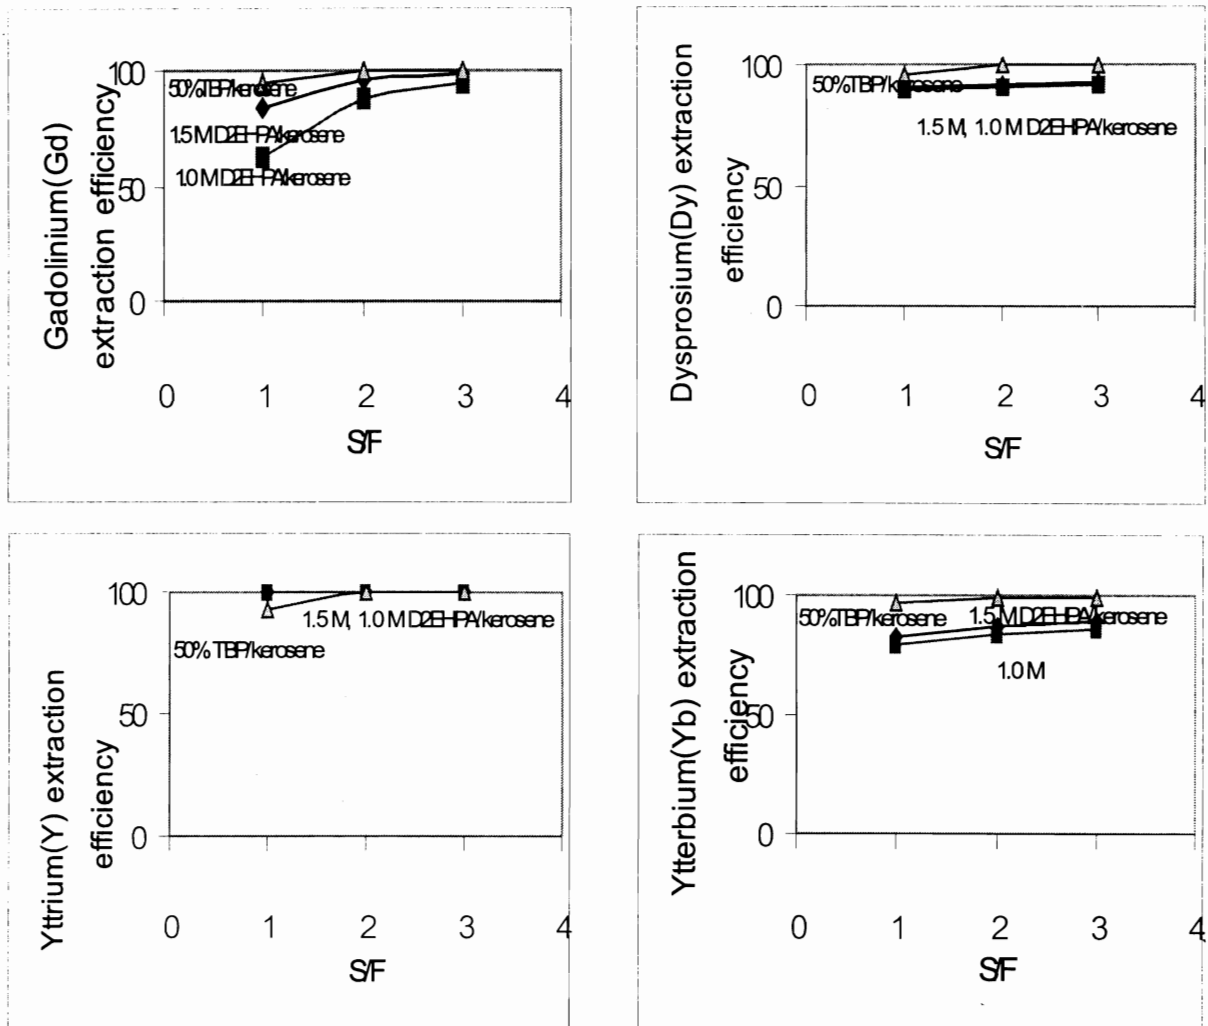 Gadolinium(Gd)
extraction efficiency
100
50
0
50%TBP/kerosene
1.5 M D2EHPA/kerosene
1.0 M D2EHPA/kerosene
0 1 2 3 4
S/F
Dysprosium(Dy) extraction
efficiency
100
50
0
50%TBP/kerosene
1.5 M, 1.0 M D2EHPA/kerosene
0 1 2 3 4
S/F
Yttrium(Y) extraction
efficiency
100
50
0
1.5 M, 1.0 M D2EHPA/kerosene
50% TBP/kerosene
0 1 2 3 4
S/F
Ytterbium(Yb) extraction
efficiency
100
50
0
50%TBP/kerosene
1.5 M D2EHPA/kerosene
1.0 M
0 1 2 3 4
S/F